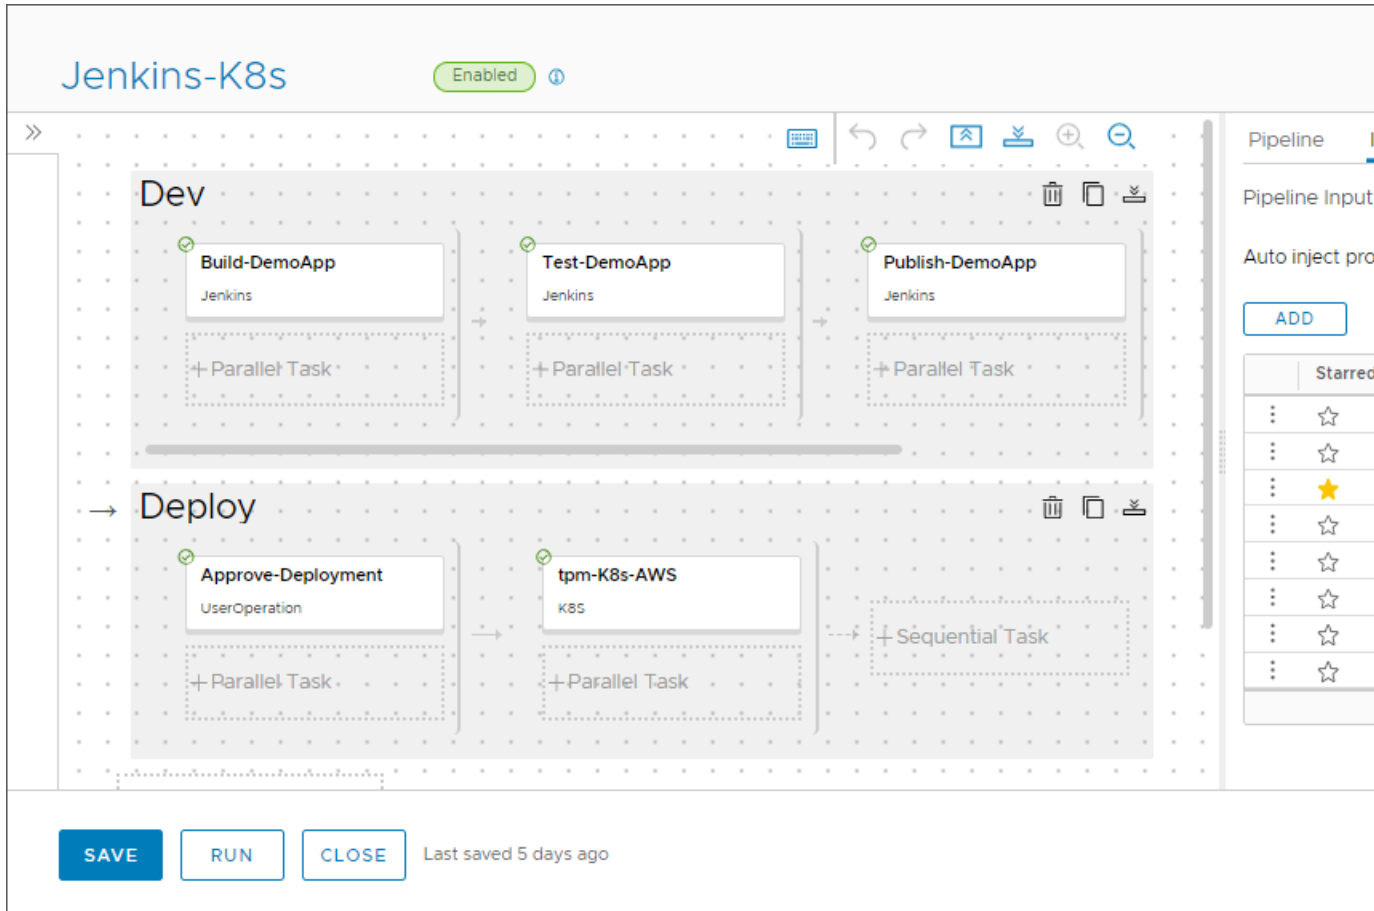 Jenkins-K8s
Enabled
Pipeline
Pipeline Input
Auto inject pro
ADD
Starred
Dev
Build-DemoApp
Jenkins
+ Parallel Task
Test-DemoApp
Jenkins
+ Parallel Task
Publish-DemoApp
Jenkins
+ Parallel Task
Deploy
Approve-Deployment
UserOperation
+ Parallel Task
tpm-K8s-AWS
K8S
+ Parallel Task
+ Sequential Task
SAVE
RUN
CLOSE
Last saved 5 days ago